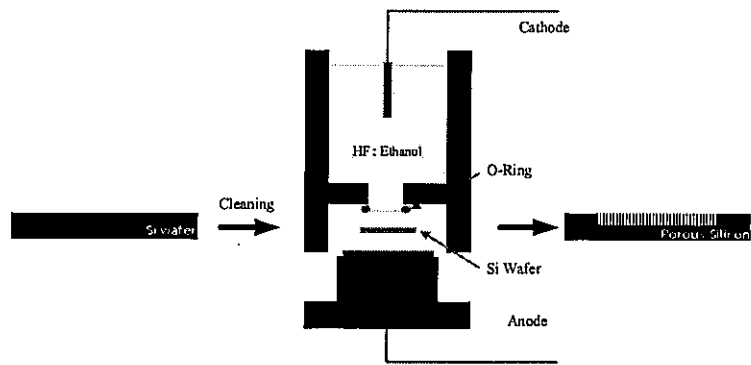 Cathode
HF : Ethanol
O-Ring
Cleaning
Si wafer
Porous Silicon
Si Wafer
Anode